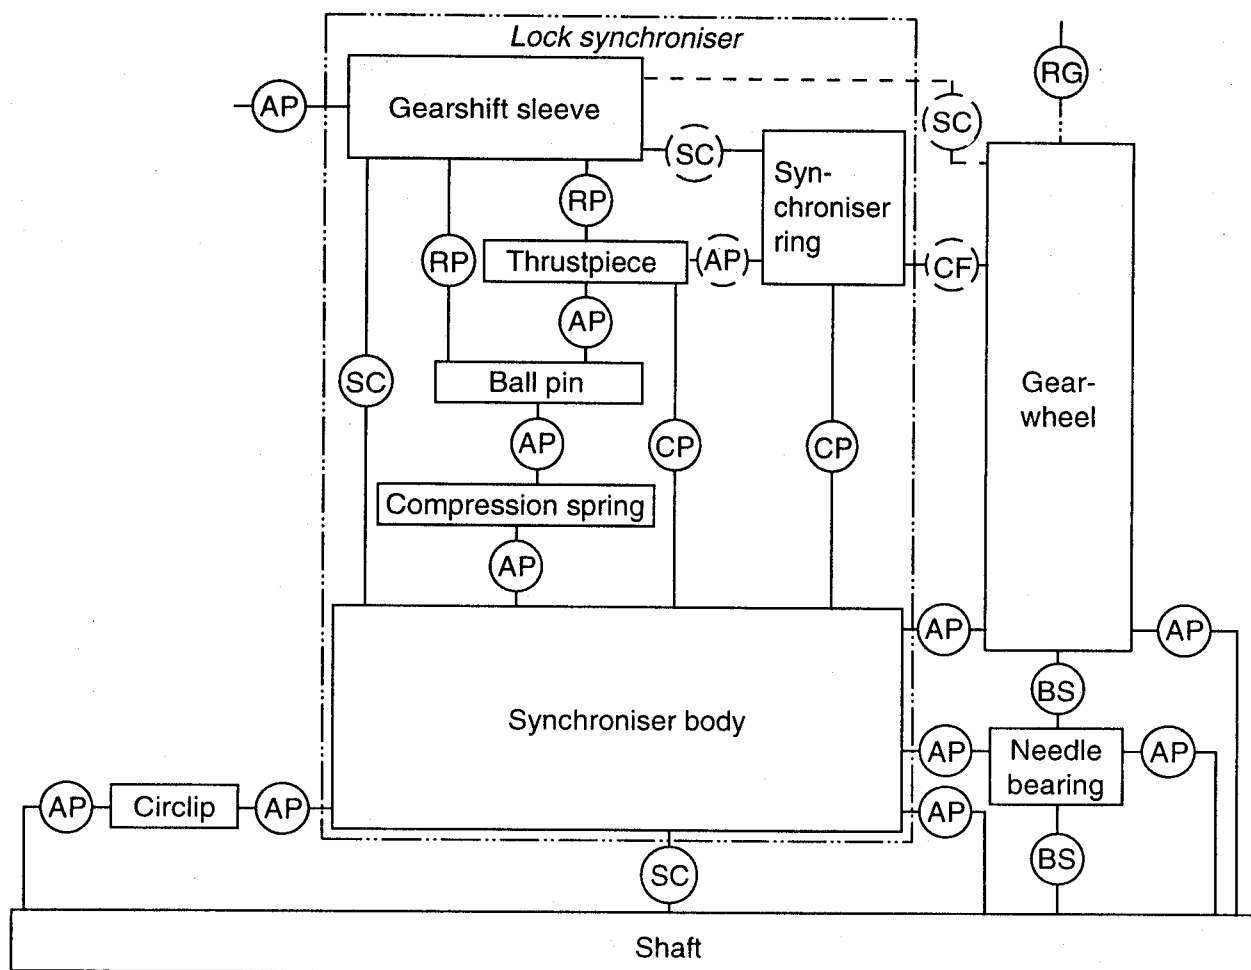 Lock synchroniser
RG
AP
Gearshift sleeve
SC
SC
Syn-
chroniser
ring
RP
RP
Thrustpiece
AP
CF
AP
SC
Ball pin
Gear-
wheel
AP
CP
CP
Compression spring
AP
AP
AP
BS
Synchroniser body
AP
Needle
bearing
AP
AP
Circlip
AP
AP
BS
SC
Shaft